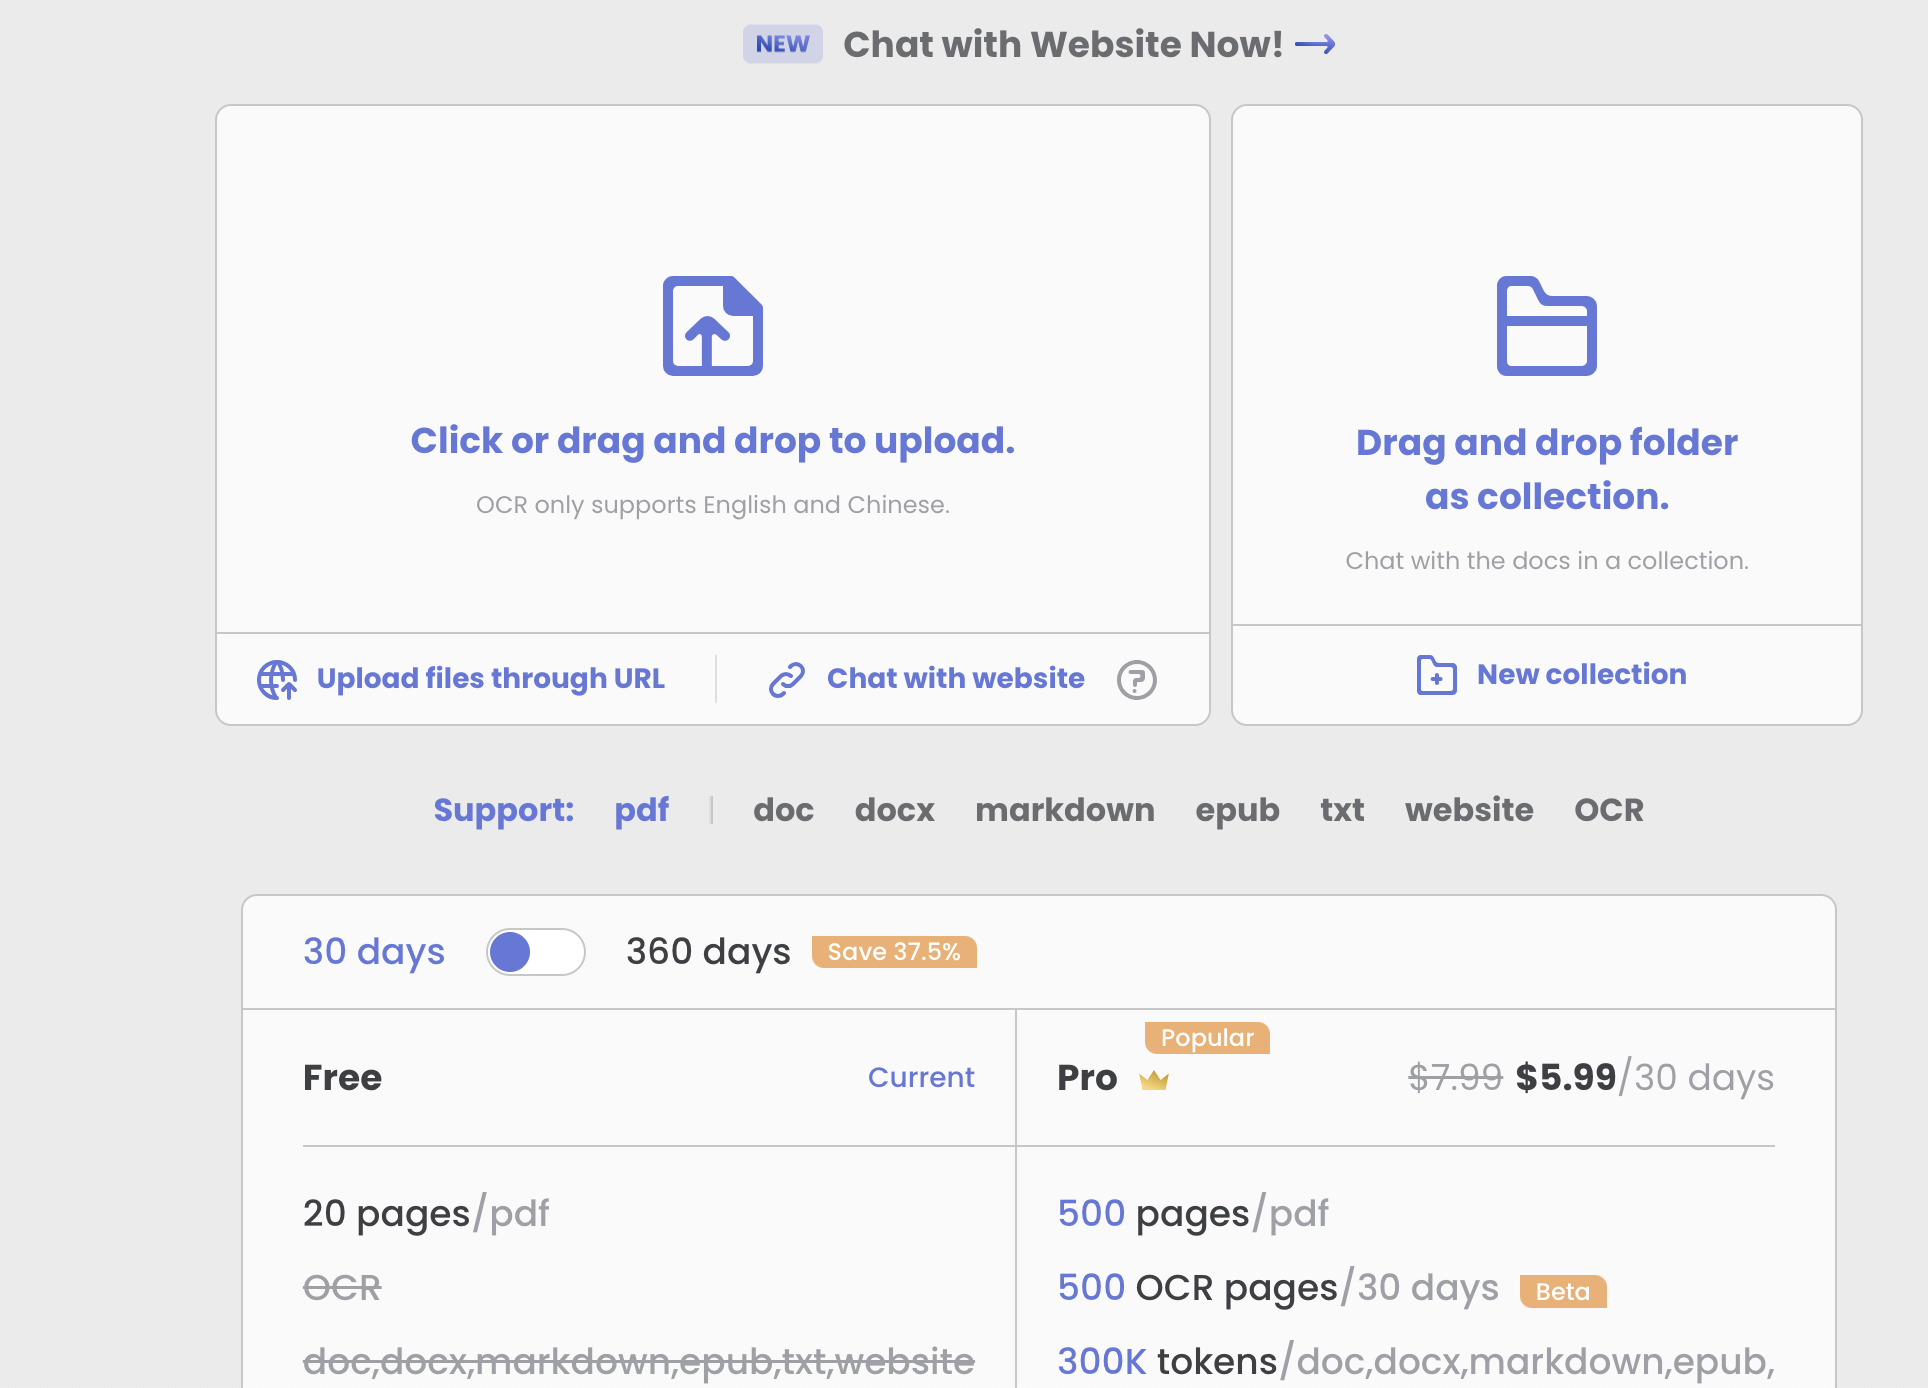 NEW Chat with Website Now! →
Click or drag and drop to upload.
OCR only supports English and Chinese.
Upload files through URL
Chat with website ?
Drag and drop folder
as collection.
Chat with the docs in a collection.
New collection
Support: pdf | doc docx markdown epub txt website OCR
30 days 360 days Save 37.5%
Free Current
20 pages/pdf
OCR
doc,docx,markdown,epub,txt,website
Popular
Pro $7.99 $5.99/30 days
500 pages/pdf
500 OCR pages/30 days Beta
300K tokens/doc,docx,markdown,epub,